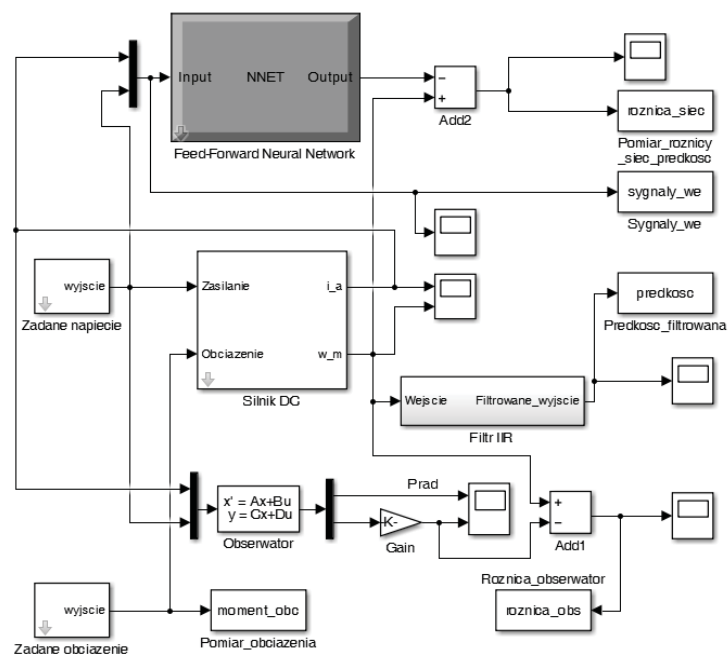 Input NNET Output
Feed-Forward Neural Network
−
+
Add2
roznica_siec
Pomiar_roznicy
_siec_predkosc
sygnaly_we
Sygnaly_we
wyjscie
Zadane napiecie
Zasilanie
i_a
Obciazenie
w_m
Silnik DC
predkosc
Predkosc_filtrowana
Wejscie
Filtrowane_wyjscie
Filtr IIR
x' = Ax+Bu
y = Cx+Du
Obserwator
Prad
-K-
Gain
+
−
Add1
Roznica_obserwator
roznica_obs
wyjscie
Zadane obciazenie
moment_obc
Pomiar_obciazenia